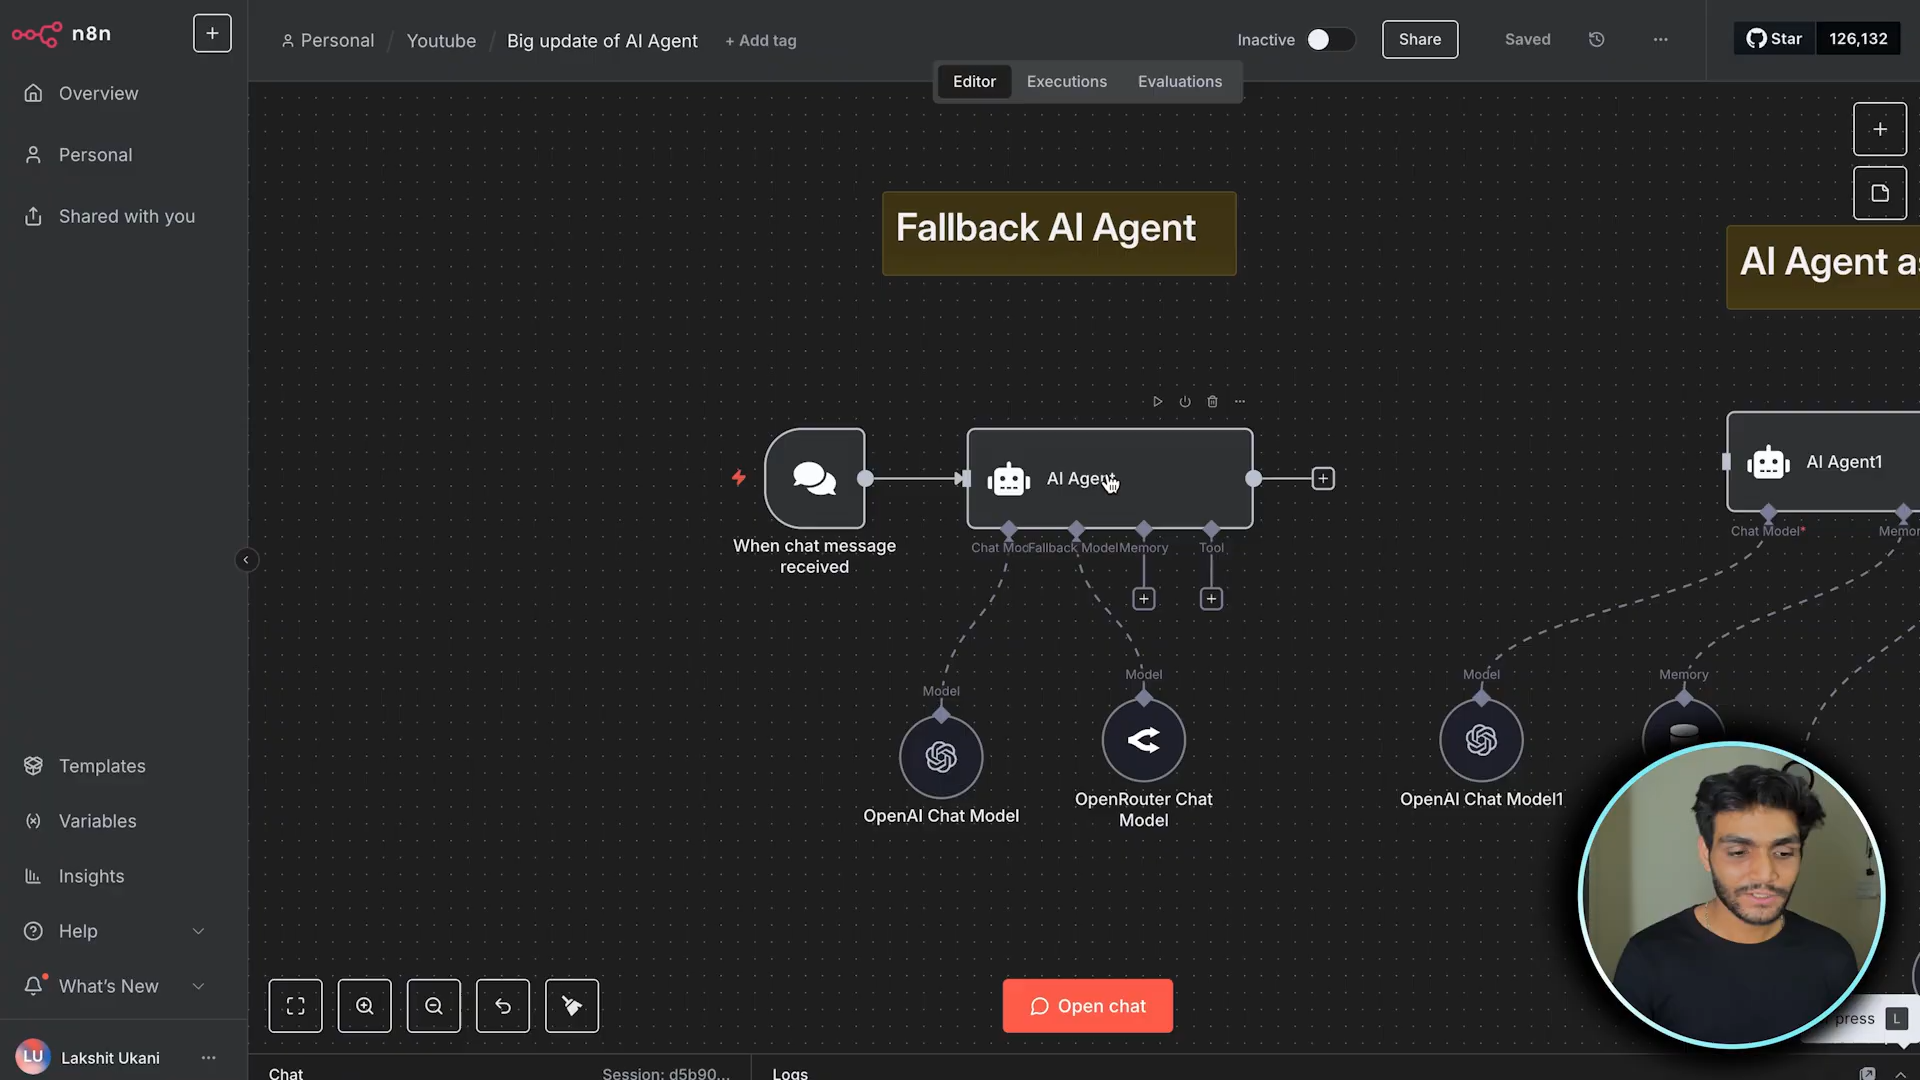 n8n
Personal / Youtube / Big update of AI Agent + Add tag
Inactive
Share
Saved
Star 126,132
Editor Executions Evaluations
Overview
Personal
Shared with you
Fallback AI Agent
AI Agent as
AI Agent
AI Agent1
When chat message
received
Chat Mod
Fallback Model
Memory
Tool
Chat Model*
Memor
Model
Model
Model
Memory
OpenAI Chat Model
OpenRouter Chat
Model
OpenAI Chat Model1
Templates
Variables
Insights
Help
What's New
Open chat
press L
LU Lakshit Ukani
Chat
Session: d5b90...
Logs